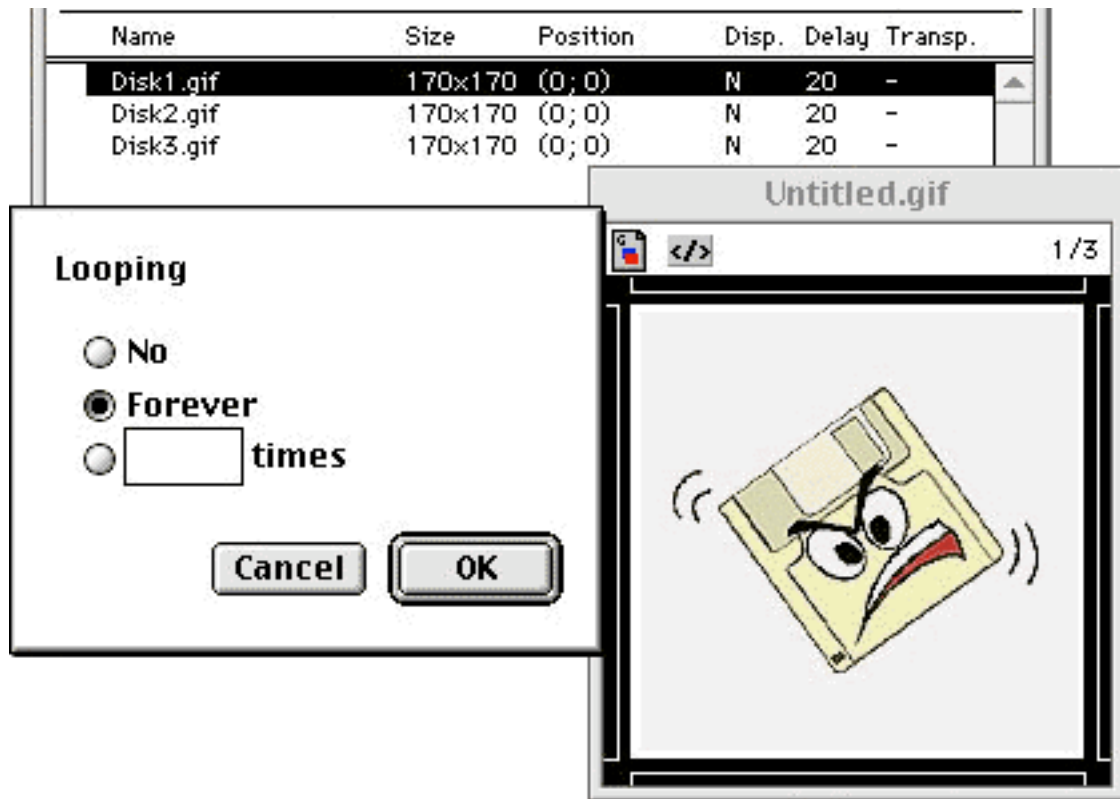 Name Size Position Disp. Delay Transp.
Disk1.gif 170x170 (0; 0) N 20 -
Disk2.gif 170x170 (0; 0) N 20 -
Disk3.gif 170x170 (0; 0) N 20 -
Untitled.gif
</> 1/3
Looping
No
Forever
times
Cancel OK